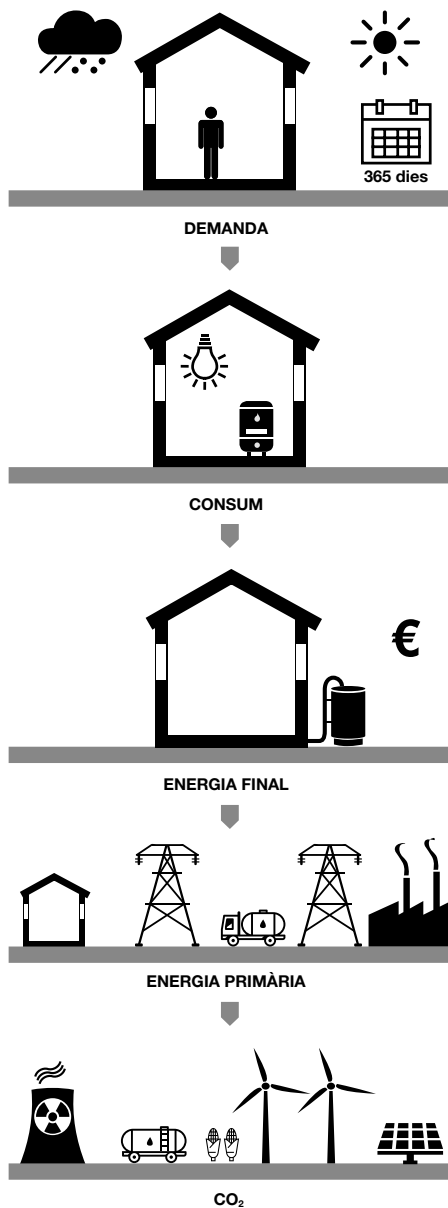 365 dies
DEMANDA
CONSUM
€
ENERGIA FINAL
ENERGIA PRIMÀRIA
CO₂